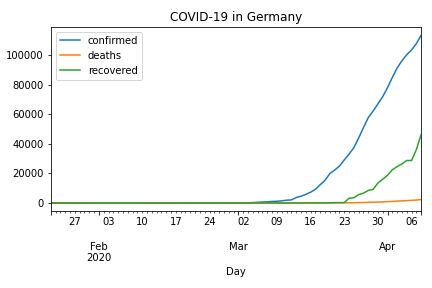 COVID-19 in Germany
confirmed
deaths
recovered
100000
80000
60000
40000
20000
0
27 03 10 17 24 02 09 16 23 30 06
Feb Mar Apr
2020
Day